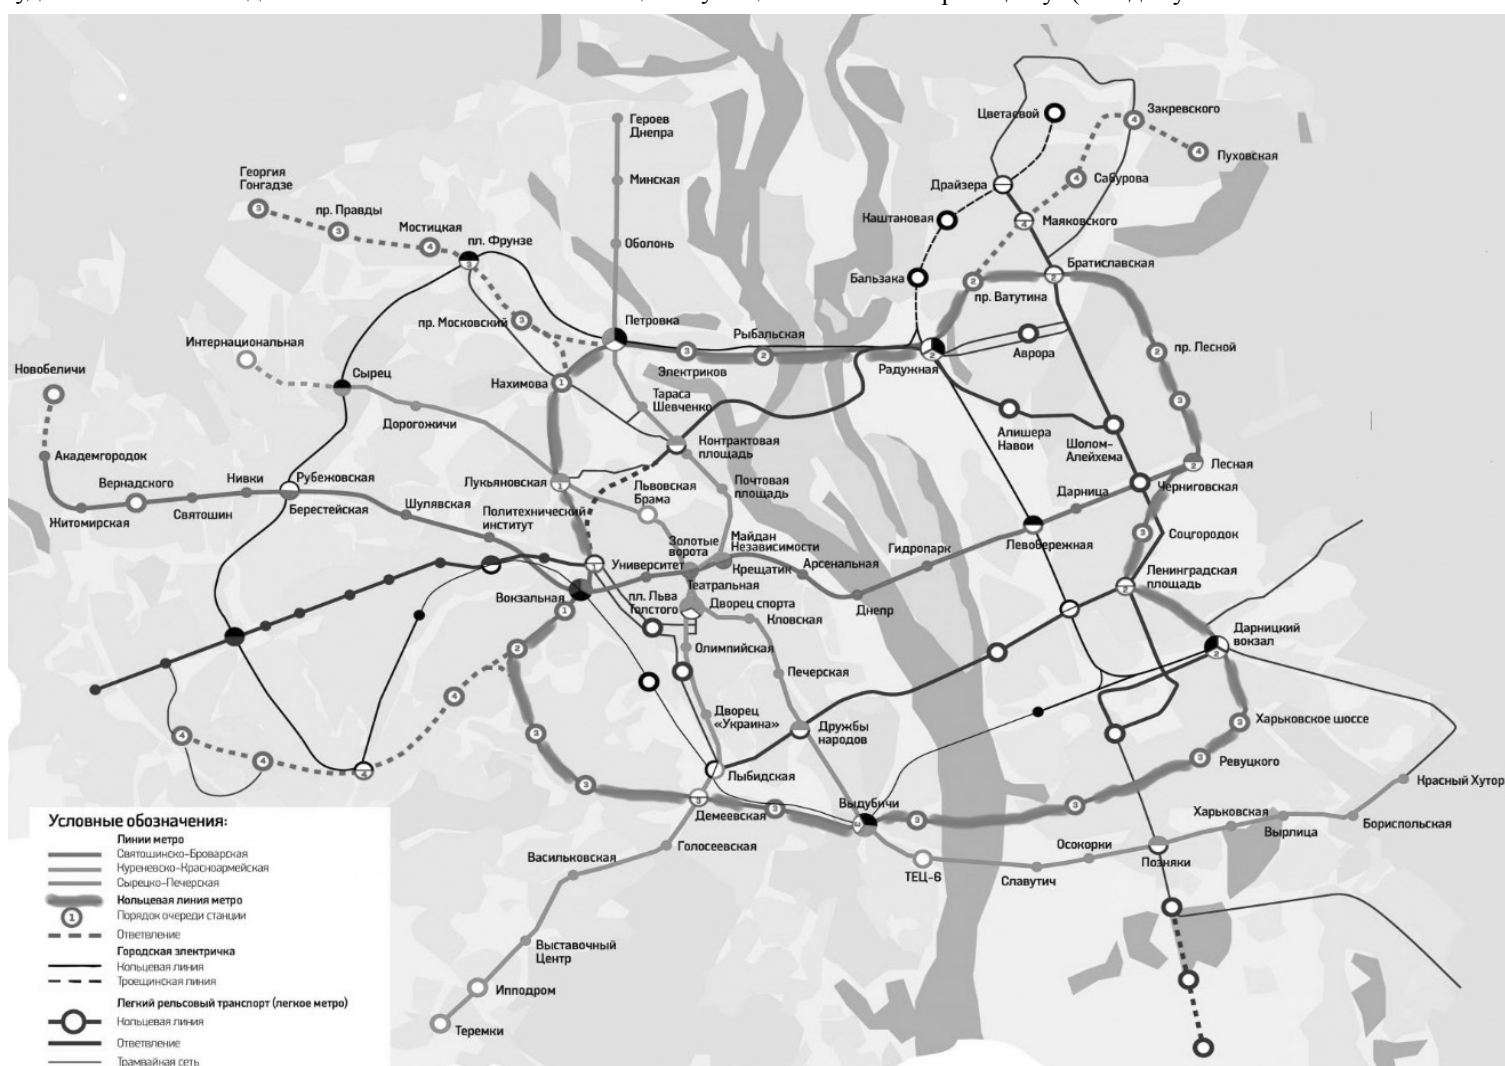 Героев
Днепра
Минская
Оболонь
Цветаевой
Закревского
Пуховская
Сабурова
Драйзера
Маяковского
Каштановая
Братиславская
Бальзака
пр. Ватутина
Георгия
Гонгадзе
пр. Правды
Мостицкая
пл. Фрунзе
пр. Московский
Петровка
Рыбальская
Электриков
Радужная
Аврора
пр. Лесной
Интернациональная
Новобеличи
Сырец
Нахимова
Тараса
Шевченко
Дорогожичи
Контрактовая
площадь
Алишера
Навои
Шолом-
Алейхема
Лесная
Академгородок
Вернадского
Нивки
Рубежовская
Лукьяновская
Львовская
Брама
Почтовая
площадь
Дарница
Черниговская
Житомирская
Святошин
Берестейская
Шулявская
Политехнический
институт
Золотые
ворота
Майдан
Независимости
Гидропарк
Левобережная
Соцгородок
Университет
Крещатик
Арсенальная
Театральная
Ленинградская
площадь
Вокзальная
пл. Льва
Толстого
Дворец спорта
Кловская
Днепр
Дарницкий
вокзал
Олимпийская
Печерская
Дворец
«Украина»
Дружбы
народов
Харьковское шоссе
Лыбидская
Ревуцкого
Красный Хутор
Демеевская
Выдубичи
Харьковская
Вырлица
Бориспольская
Голосеевская
Васильковская
ТЕЦ-6
Славутич
Осокорки
Позняки
Выставочный
Центр
Ипподром
Теремки
Условные обозначения:
Линии метро
Святошинско-Броварская
Куреневско-Красноармейская
Сырецко-Печерская
Кольцевая линия метро
1 Порядок очереди станции
Ответвление
Городская электричка
Кольцевая линия
Троещинская линия
Легкий рельсовый транспорт (легкое метро)
Кольцевая линия
Ответвление
Трамвайная сеть